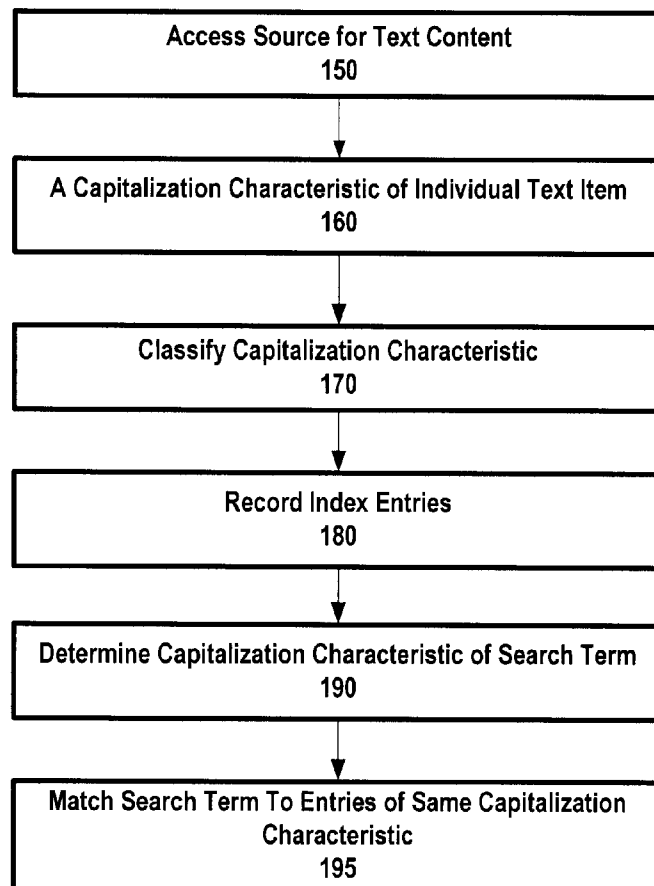 Access Source for Text Content
150
A Capitalization Characteristic of Individual Text Item
160
Classify Capitalization Characteristic
170
Record Index Entries
180
Determine Capitalization Characteristic of Search Term
190
Match Search Term To Entries of Same Capitalization
Characteristic
195